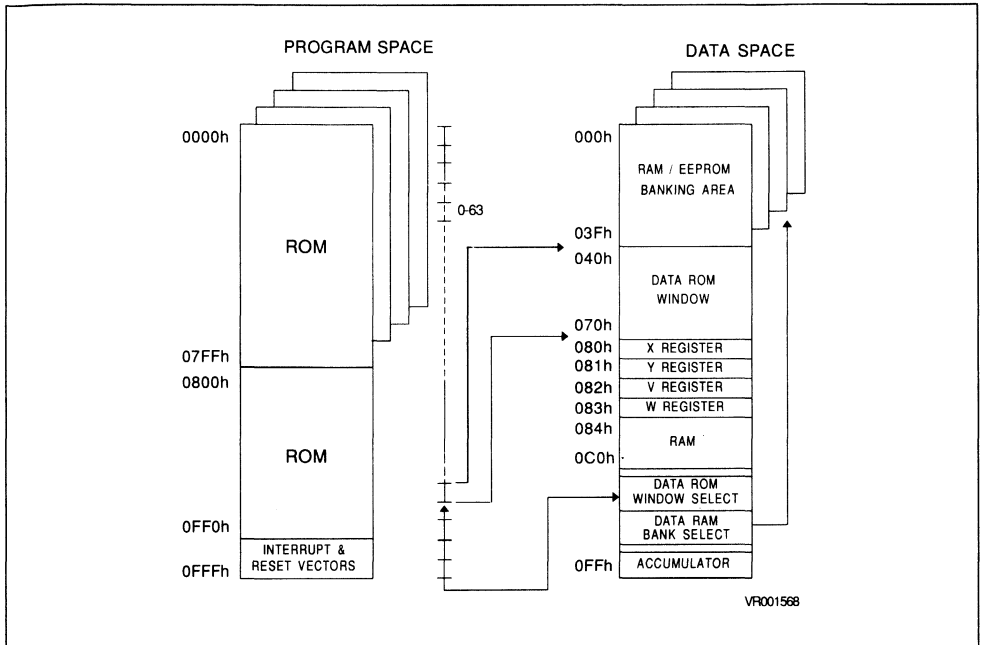 PROGRAM SPACE
0000h
ROM
07FFh
0800h
ROM
0FF0h
INTERRUPT &
RESET VECTORS
0FFFh
0-63
DATA SPACE
000h
RAM / EEPROM
BANKING AREA
03Fh
040h
DATA ROM
WINDOW
070h
080h
X REGISTER
081h
Y REGISTER
082h
V REGISTER
083h
W REGISTER
084h
RAM
0C0h
DATA ROM
WINDOW SELECT
DATA RAM
BANK SELECT
0FFh
ACCUMULATOR
VR001568